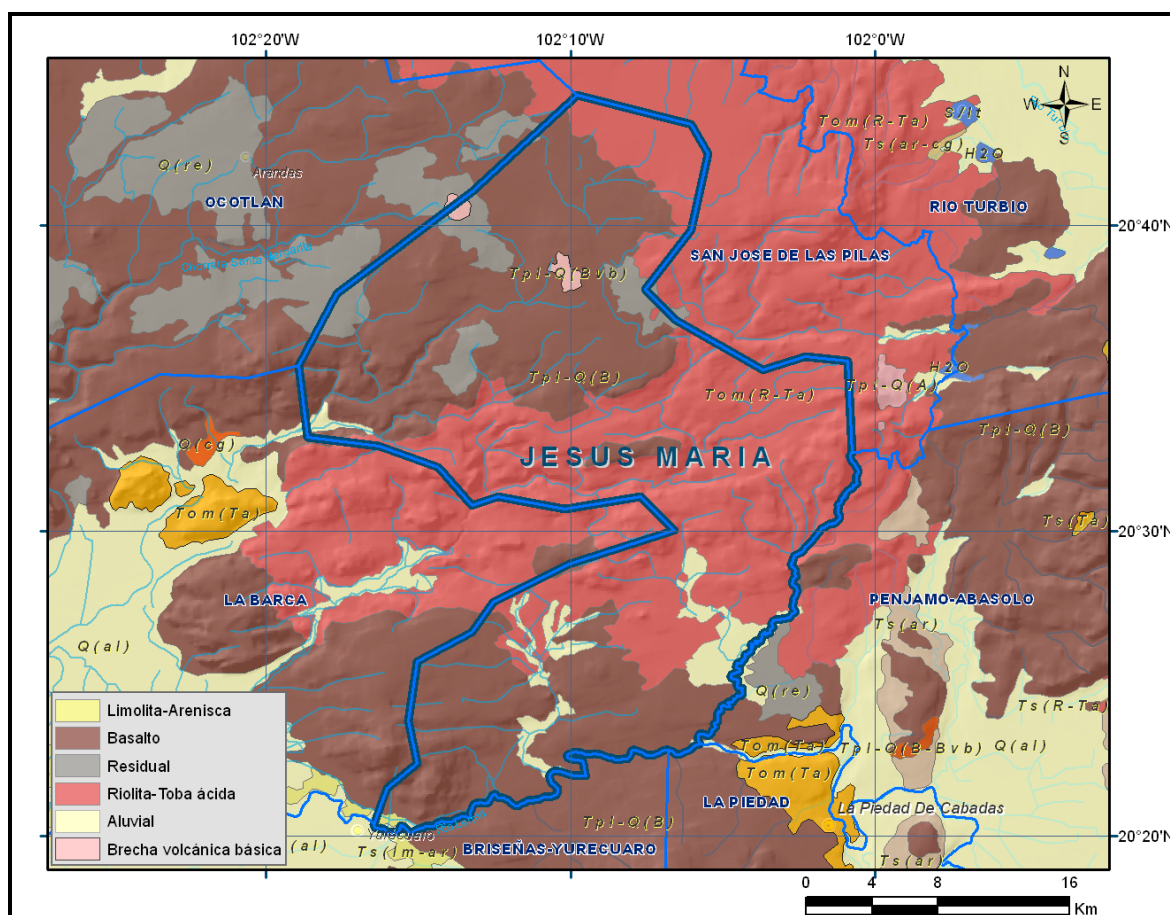 102°20'W
102°10'W
102°0'W
N
W
E
S
Tom(R-Ta)
S/It
Ts(ar-cg)
H2O
Q(re)
Arandas
OCOTLAN
RIO TURBIO
20°40'N
SAN JOSE DE LAS PILAS
Tpl-Q(Bvb)
H2O
Tpl-Q(B)
Tom(R-Ta)
Tpl-Q(A)
Tpl-Q(B)
Q(cg)
JESUS MARIA
Tom(Ta)
Ts(Ta)
20°30'N
LA BARCA
PENJAMO-ABASOLO
Ts(ar)
Q(al)
Q(re)
Ts(R-Ta)
Limolita-Arenisca
Basalto
Residual
Riolita-Toba ácida
Aluvial
Brecha volcánica básica
Tom(Ta)
Tpl-Q(B-Bvb)
Q(al)
Tom(Ta)
LA PIEDAD
La Piedad De Cabadas
Tpl-Q(B)
Yurecuaro
20°20'N
(al)
Ts(lm-ar)
BRISEÑAS-YURECUARO
Ts(ar)
0
4
8
16
Km